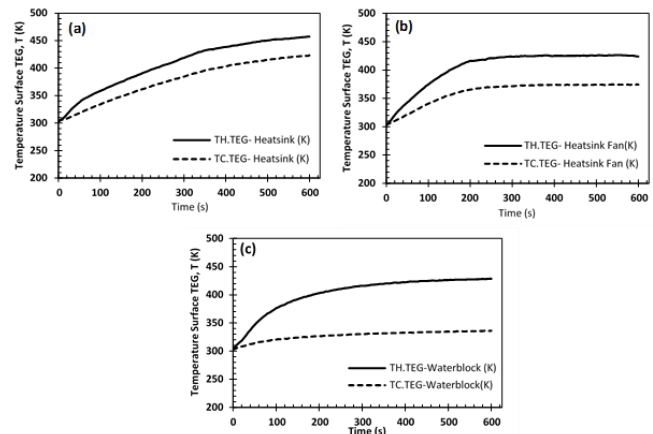 (a)
Temperature Surface TEG, T (K)
500
450
400
350
300
250
200
TH.TEG- Heatsink (K)
TC.TEG- Heatsink (K)
0 100 200 300 400 500 600
Time (s)
(b)
Temperature Surface TEG, T (K)
500
450
400
350
300
250
200
TH.TEG- Heatsink Fan(K)
TC.TEG- Heatsink Fan (K)
0 100 200 300 400 500 600
Time (s)
(c)
Temperature Surface TEG, T (K)
500
450
400
350
300
250
200
TH.TEG-Waterblock (K)
TC.TEG-Waterblock(K)
0 100 200 300 400 500 600
Time (s)